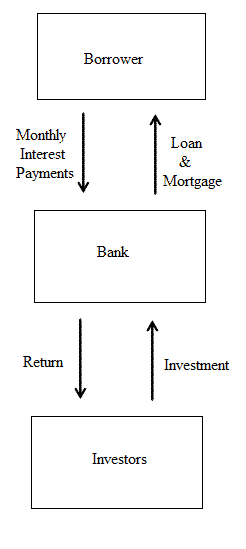 Borrower
Monthly
Interest
Payments
Loan
&
Mortgage
Bank
Return
Investment
Investors